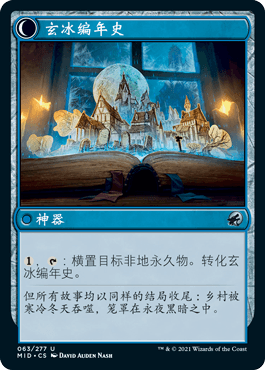 玄冰编年史
神器
1，：横置目标非地永久物。转化玄
冰编年史。
但所有故事均以同样的结局收尾：乡村被
寒冷冬天吞噬，笼罩在永夜黑暗之中。
063/277 U
MID • CS DAVID AUDEN NASH
™ & © 2021 Wizards of the Coast